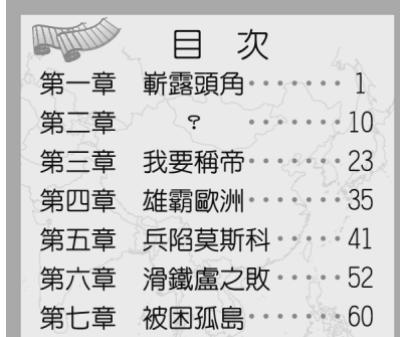 目 次
第一章 嶄露頭角‧‧‧‧‧‧‧‧ 1
第二章 ? ‧‧‧‧‧‧‧‧ 10
第三章 我要稱帝‧‧‧‧‧‧‧‧ 23
第四章 雄霸歐洲‧‧‧‧‧‧‧‧ 35
第五章 兵陷莫斯科‧‧‧‧‧‧ 41
第六章 滑鐵盧之敗‧‧‧‧‧‧ 52
第七章 被困孤島‧‧‧‧‧‧‧‧ 60